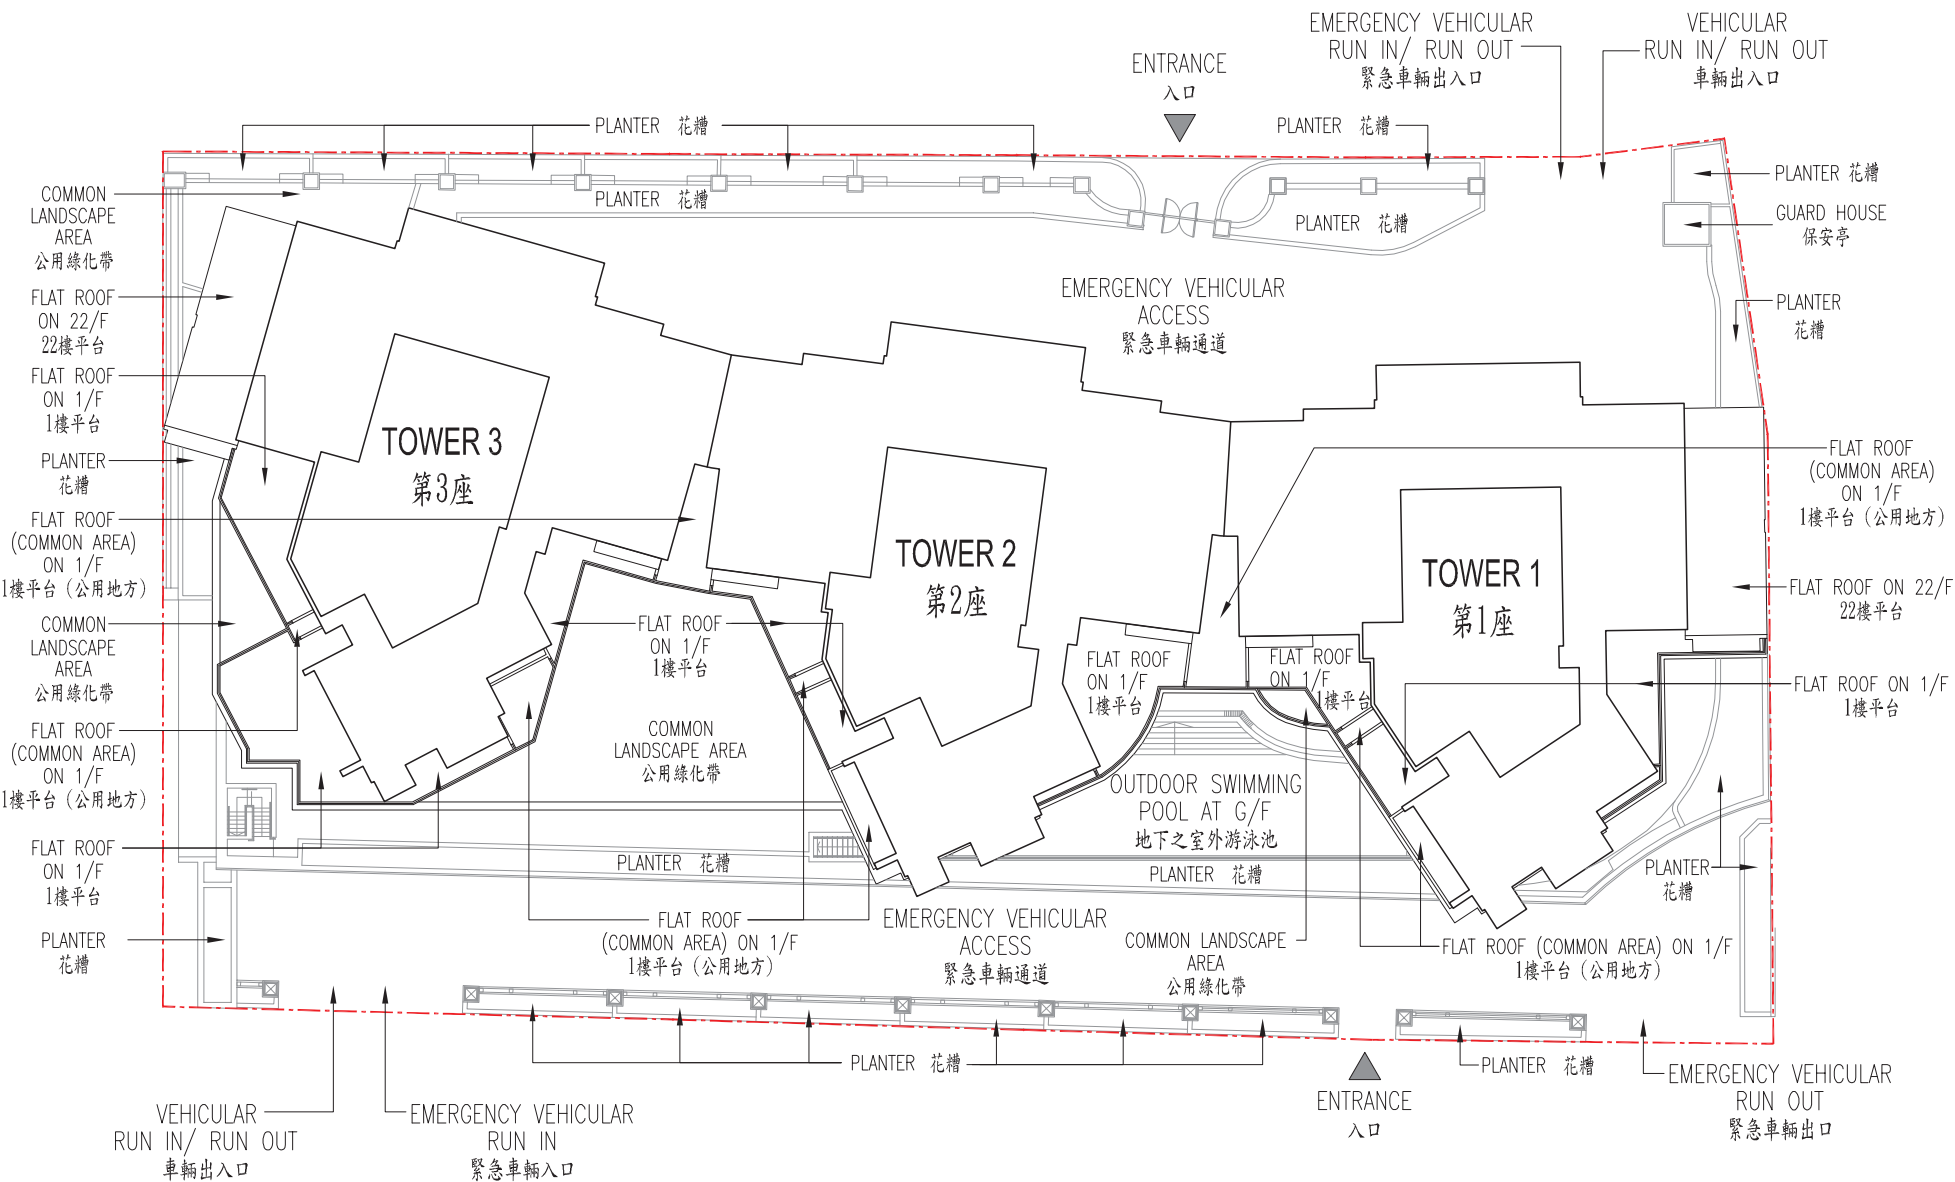 EMERGENCY VEHICULAR
RUN IN/ RUN OUT
緊急車輛出入口
VEHICULAR
RUN IN/ RUN OUT
車輛出入口
ENTRANCE
入口
PLANTER 花糟
PLANTER 花糟
PLANTER 花糟
PLANTER 花糟
PLANTER 花糟
GUARD HOUSE
保安亭
COMMON
LANDSCAPE
AREA
公用綠化帶
EMERGENCY VEHICULAR
ACCESS
緊急車輛通道
PLANTER
花糟
FLAT ROOF
ON 22/F
22樓平台
FLAT ROOF
ON 1/F
1樓平台
PLANTER
花糟
FLAT ROOF
(COMMON AREA)
ON 1/F
1樓平台 (公用地方)
COMMON
LANDSCAPE
AREA
公用綠化帶
FLAT ROOF
(COMMON AREA)
ON 1/F
1樓平台 (公用地方)
FLAT ROOF
ON 1/F
1樓平台
PLANTER
花糟
TOWER 3
第3座
TOWER 2
第2座
TOWER 1
第1座
FLAT ROOF
(COMMON AREA)
ON 1/F
1樓平台 (公用地方)
FLAT ROOF ON 22/F
22樓平台
FLAT ROOF ON 1/F
1樓平台
FLAT ROOF
ON 1/F
1樓平台
FLAT ROOF
ON 1/F
1樓平台
FLAT ROOF
ON 1/F
1樓平台
COMMON
LANDSCAPE AREA
公用綠化帶
OUTDOOR SWIMMING
POOL AT G/F
地下之室外游泳池
PLANTER 花糟
PLANTER 花糟
PLANTER
花糟
FLAT ROOF
(COMMON AREA) ON 1/F
1樓平台 (公用地方)
EMERGENCY VEHICULAR
ACCESS
緊急車輛通道
COMMON LANDSCAPE
AREA
公用綠化帶
FLAT ROOF (COMMON AREA) ON 1/F
1樓平台 (公用地方)
PLANTER 花糟
PLANTER 花糟
VEHICULAR
RUN IN/ RUN OUT
車輛出入口
EMERGENCY VEHICULAR
RUN IN
緊急車輛入口
ENTRANCE
入口
EMERGENCY VEHICULAR
RUN OUT
緊急車輛出口